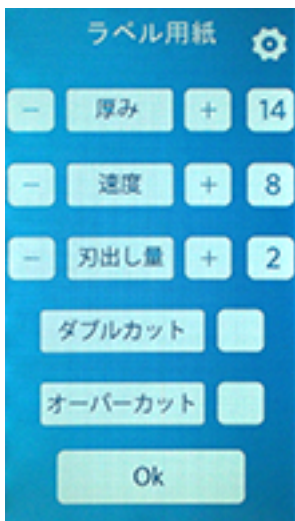 ラベル用紙
− 厚み + 14
− 速度 + 8
− 刃出し量 + 2
ダブルカット
オーバーカット
Ok